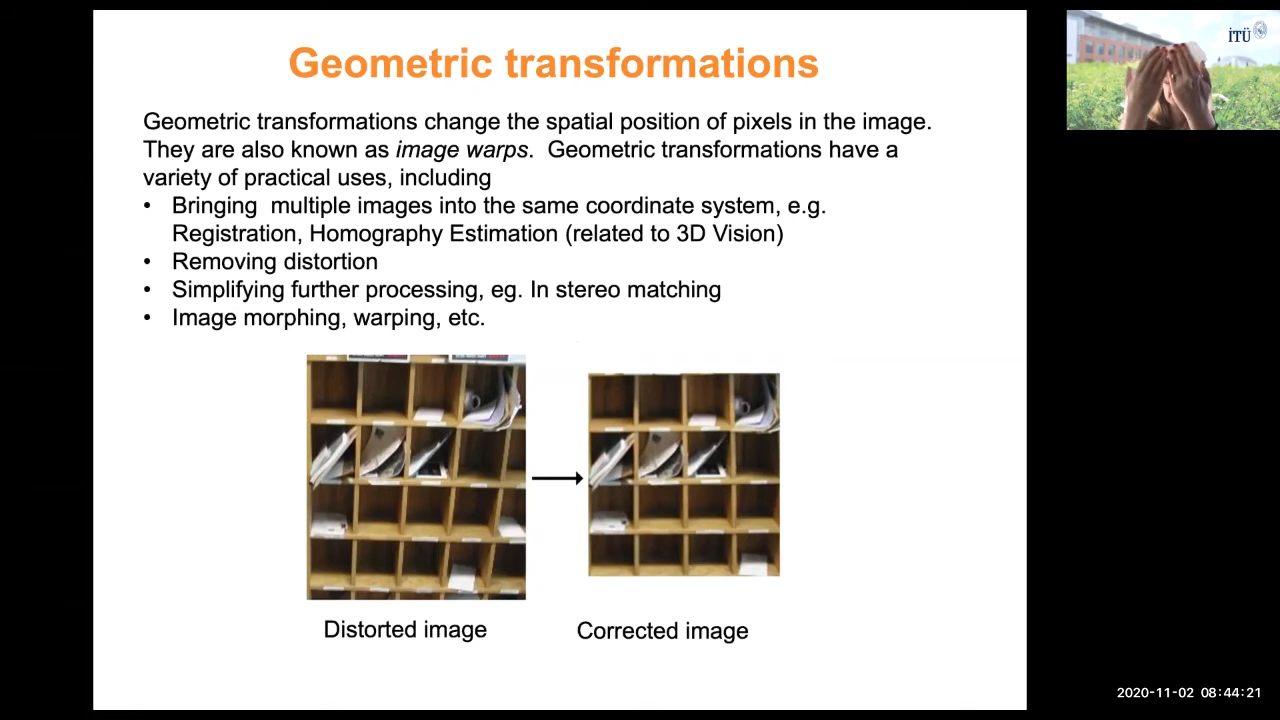 Geometric transformations
Geometric transformations change the spatial position of pixels in the image.
They are also known as image warps.  Geometric transformations have a
variety of practical uses, including
• Bringing  multiple images into the same coordinate system, e.g.
Registration, Homography Estimation (related to 3D Vision)
• Removing distortion
• Simplifying further processing, eg. In stereo matching
• Image morphing, warping, etc.
Distorted image
Corrected image
İTÜ
2020-11-02 08:44:21